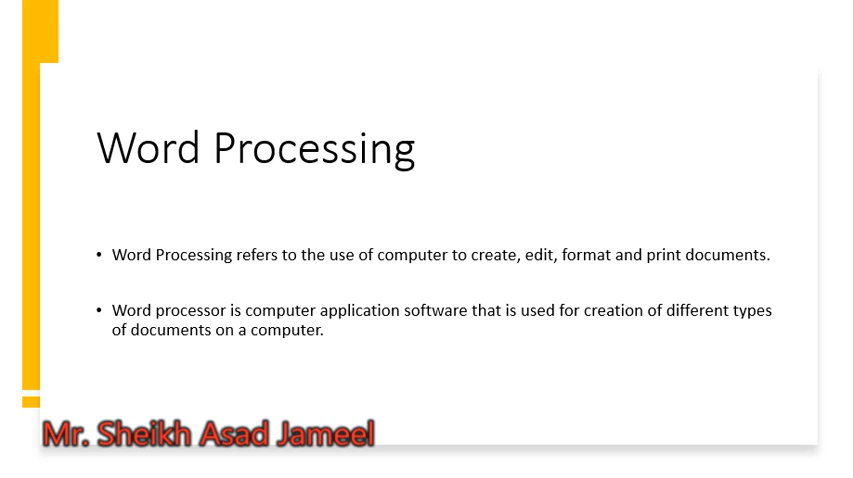 Word Processing
• Word Processing refers to the use of computer to create, edit, format and print documents.
• Word processor is computer application software that is used for creation of different types
of documents on a computer.
Mr. Sheikh Asad Jameel